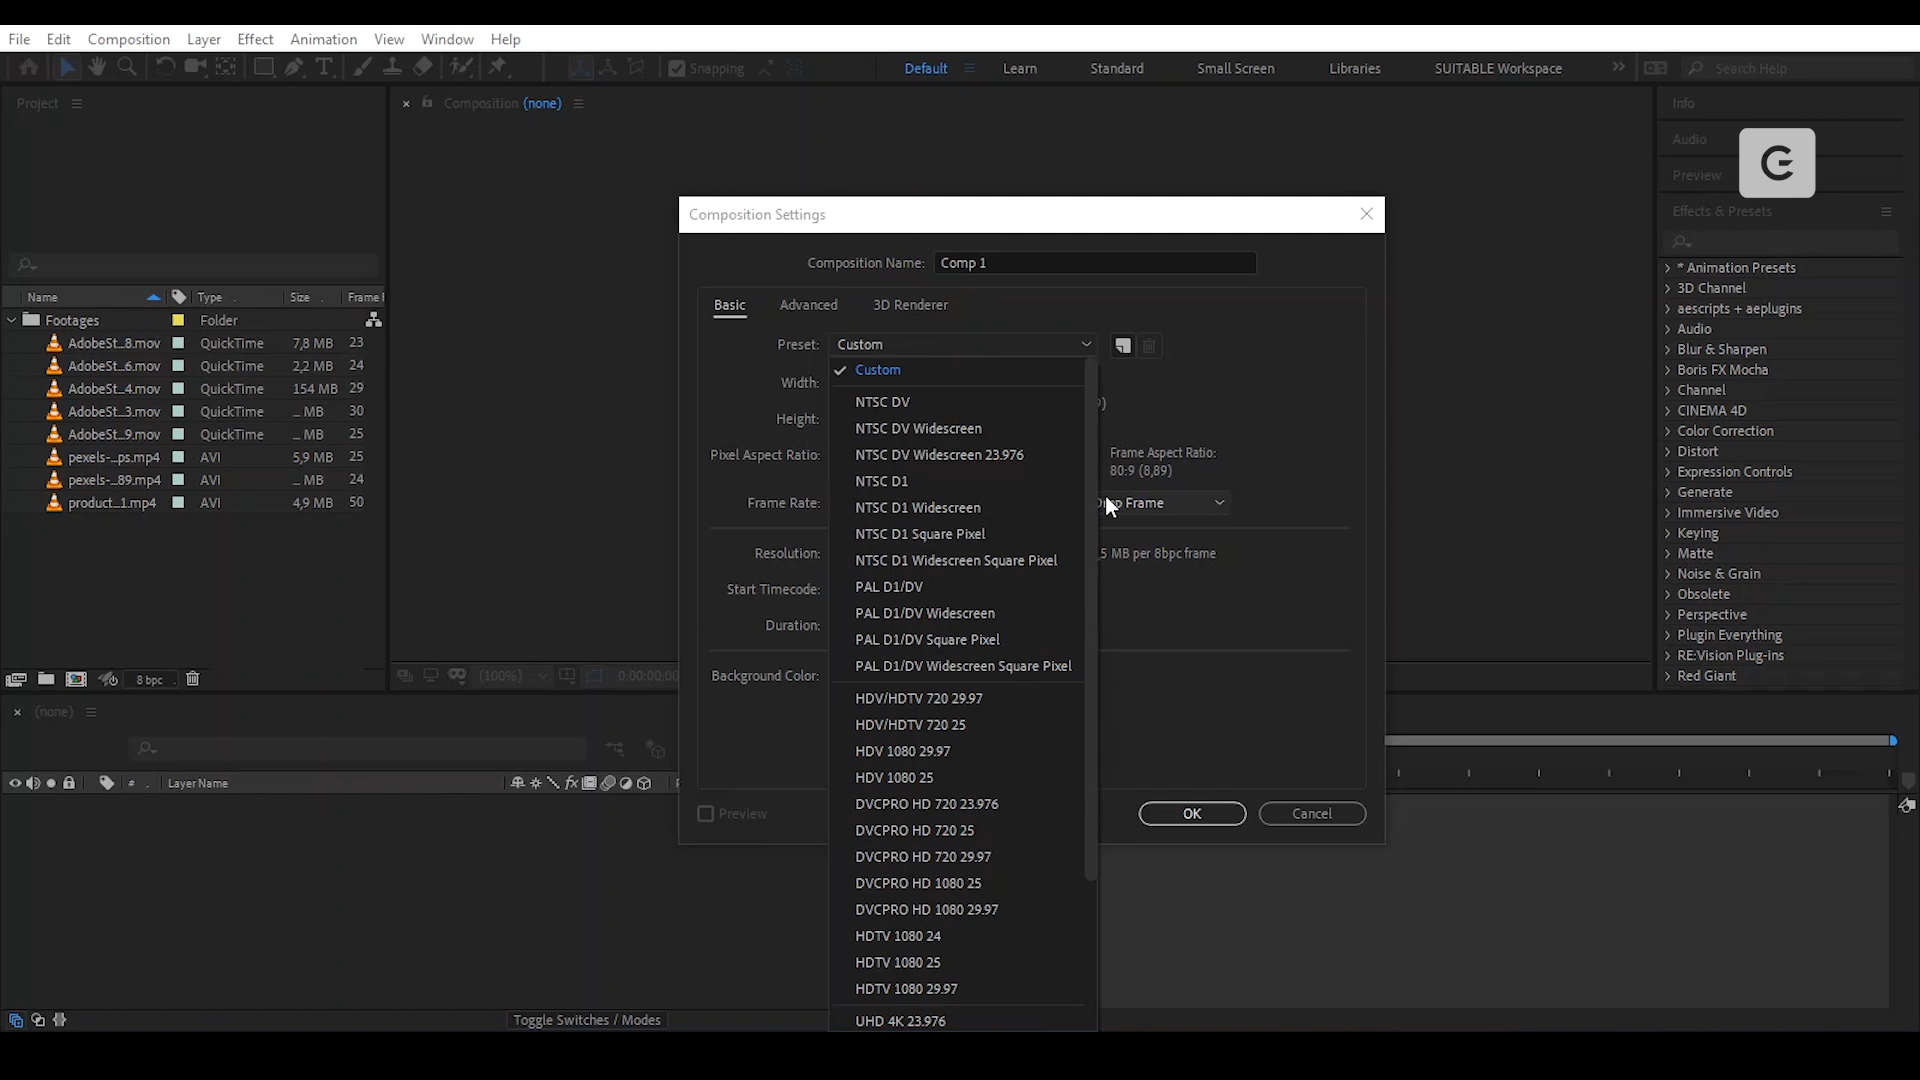 File Edit Composition Layer Effect Animation View Window Help
Snapping Default Learn Standard Small Screen Libraries SUITABLE Workspace Search Help
Project
Composition (none)
Info
Audio
Preview
Effects & Presets
Composition Settings
Composition Name: Comp 1
Basic Advanced 3D Renderer
Preset: Custom
Width:
Height:
Pixel Aspect Ratio:
Frame Aspect Ratio:
80:9 (8,89)
Frame Rate:
Frame
Resolution:
,5 MB per 8bpc frame
Start Timecode:
Duration:
Background Color:
Preview OK Cancel
Custom
NTSC DV
NTSC DV Widescreen
NTSC DV Widescreen 23.976
NTSC D1
NTSC D1 Widescreen
NTSC D1 Square Pixel
NTSC D1 Widescreen Square Pixel
PAL D1/DV
PAL D1/DV Widescreen
PAL D1/DV Square Pixel
PAL D1/DV Widescreen Square Pixel
HDV/HDTV 720 29.97
HDV/HDTV 720 25
HDV 1080 29.97
HDV 1080 25
DVCPRO HD 720 23.976
DVCPRO HD 720 25
DVCPRO HD 720 29.97
DVCPRO HD 1080 25
DVCPRO HD 1080 29.97
HDTV 1080 24
HDTV 1080 25
HDTV 1080 29.97
UHD 4K 23.976
Name Type Size Frame
Footages Folder
AdobeSt...8.mov QuickTime 7,8 MB 23
AdobeSt...6.mov QuickTime 2,2 MB 24
AdobeSt...4.mov QuickTime 154 MB 29
AdobeSt...3.mov QuickTime ... MB 30
AdobeSt...9.mov QuickTime ... MB 25
pexels-...ps.mp4 AVI 5,9 MB 25
pexels-...89.mp4 AVI ... MB 24
product...1.mp4 AVI 4,9 MB 50
8 bpc
(100%) 0:00:00:00
* Animation Presets
3D Channel
aescripts + aeplugins
Audio
Blur & Sharpen
Boris FX Mocha
Channel
CINEMA 4D
Color Correction
Distort
Expression Controls
Generate
Immersive Video
Keying
Matte
Noise & Grain
Obsolete
Perspective
Plugin Everything
RE:Vision Plug-ins
Red Giant
(none)
# Layer Name
Toggle Switches / Modes